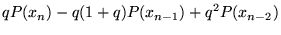 qP(x_n) − q(1 + q)P(x_{n−1}) + q^2P(x_{n−2})